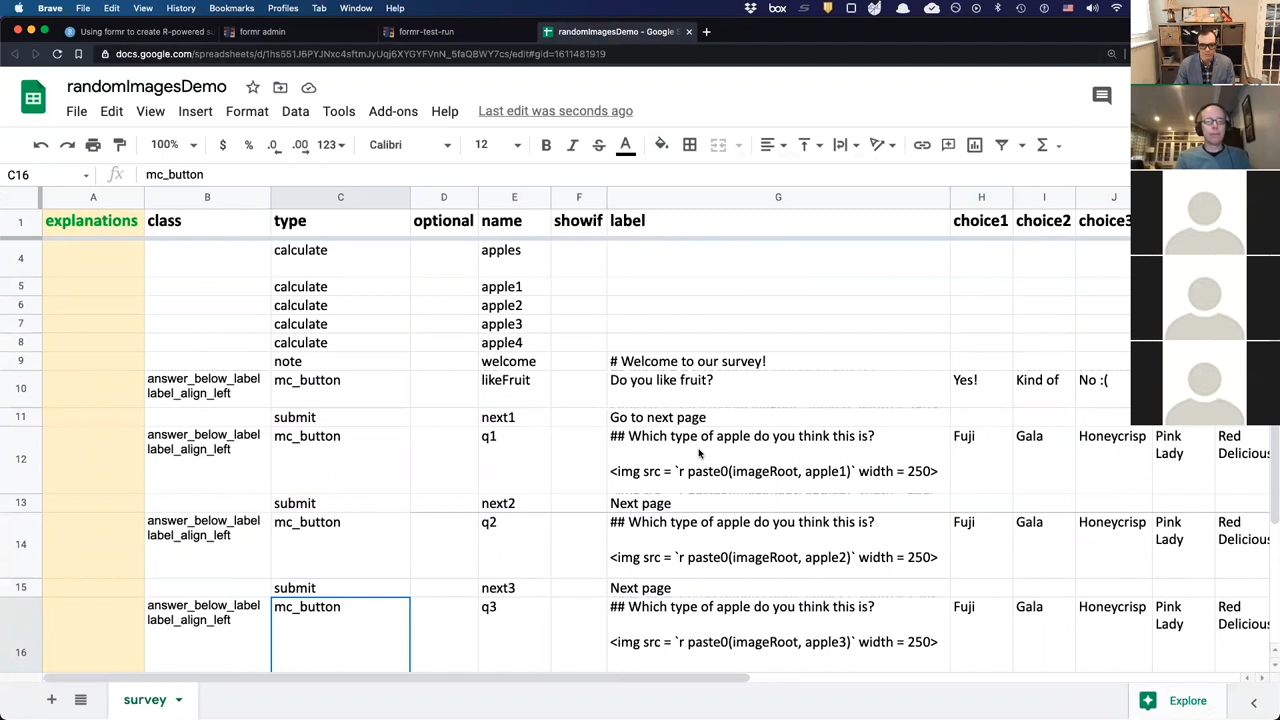 Brave File Edit View History Bookmarks Profiles Tab Window Help
Using formr to create R-powered s
formr admin
formr-test-run
randomImagesDemo - Google S
docs.google.com/spreadsheets/d/1hs551J6PYJNxc4sftmJyUqj6XYGYFVnN_5faQBWY7cs/edit#gid=1611481919
randomImagesDemo
File Edit View Insert Format Data Tools Add-ons Help Last edit was seconds ago
100% $ % .0 .00 123 Calibri 12 B I S A
C16 fx mc_button
A B C D E F G H I J
1 explanations class type optional name showif label choice1 choice2 choice3
4 calculate apples
5 calculate apple1
6 calculate apple2
7 calculate apple3
8 calculate apple4
9 note welcome # Welcome to our survey!
10 answer_below_label mc_button likeFruit Do you like fruit? Yes! Kind of No :(
label_align_left
11 submit next1 Go to next page
12 answer_below_label mc_button q1 ## Which type of apple do you think this is? Fuji Gala Honeycrisp Pink Red
label_align_left Lady Delicious
<img src = `r paste0(imageRoot, apple1)` width = 250>
13 submit next2 Next page
14 answer_below_label mc_button q2 ## Which type of apple do you think this is? Fuji Gala Honeycrisp Pink Red
label_align_left Lady Delicious
<img src = `r paste0(imageRoot, apple2)` width = 250>
15 submit next3 Next page
16 answer_below_label mc_button q3 ## Which type of apple do you think this is? Fuji Gala Honeycrisp Pink Red
label_align_left Lady Delicious
<img src = `r paste0(imageRoot, apple3)` width = 250>
survey Explore